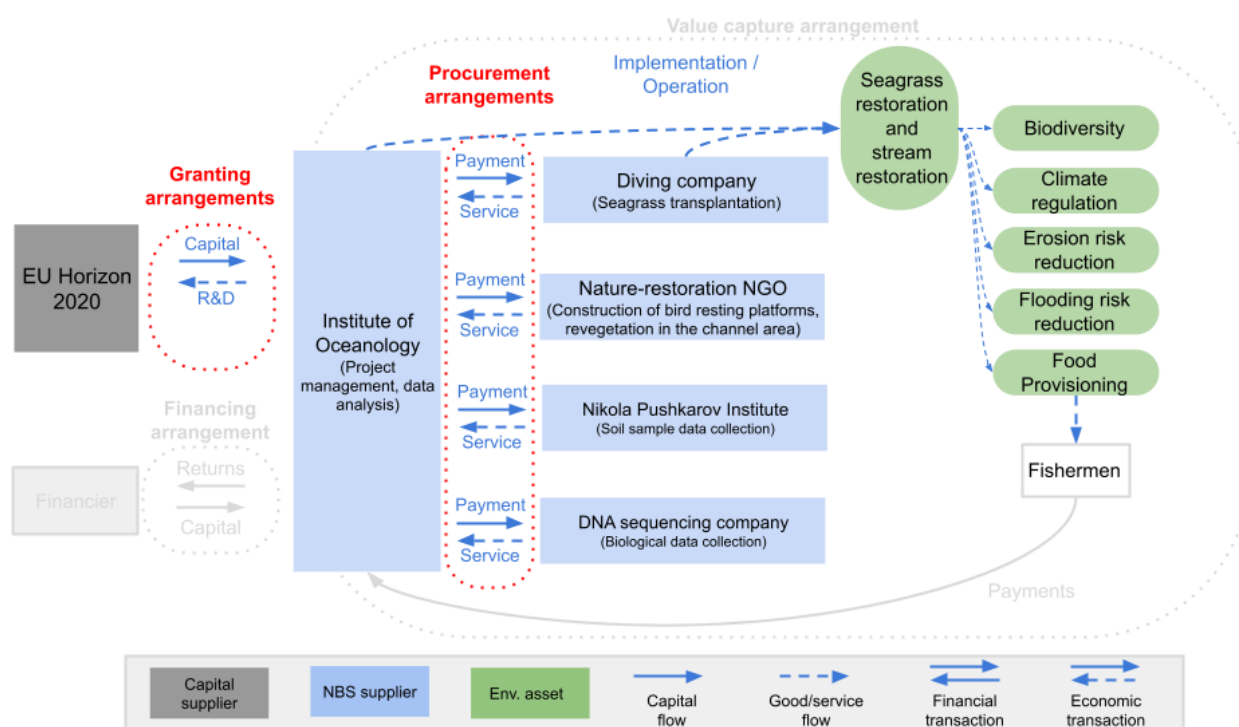 Value capture arrangement
Procurement
arrangements
Implementation /
Operation
Seagrass
restoration
and
stream
restoration
Biodiversity
Climate
regulation
Erosion risk
reduction
Flooding risk
reduction
Food
Provisioning
Fishermen
Payments
Granting
arrangements
Capital
R&D
EU Horizon
2020
Financing
arrangement
Returns
Capital
Financier
Institute of
Oceanology
(Project
management, data
analysis)
Payment
Service
Diving company
(Seagrass transplantation)
Payment
Service
Nature-restoration NGO
(Construction of bird resting platforms,
revegetation in the channel area)
Payment
Service
Nikola Pushkarov Institute
(Soil sample data collection)
Payment
Service
DNA sequencing company
(Biological data collection)
Capital
supplier
NBS supplier
Env. asset
Capital
flow
Good/service
flow
Financial
transaction
Economic
transaction